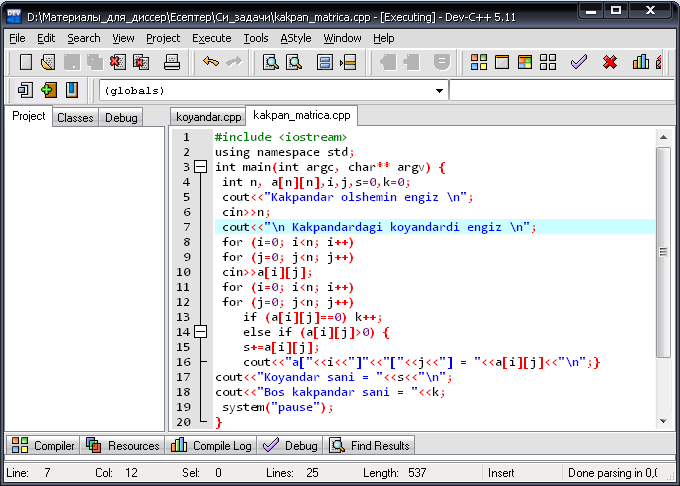 D:\Материалы_для_диссер\Есептер\Си_задачи\kakpan_matrica.cpp - [Executing] - Dev-C++ 5.11
File Edit Search View Project Execute Tools AStyle Window Help
(globals)
Project Classes Debug koyandar.cpp kakpan_matrica.cpp
1 #include <iostream>
2 using namespace std;
3 int main(int argc, char** argv) {
4 int n, a[n][n],i,j,s=0,k=0;
5 cout<<"Kakpandar olshemin engiz \n";
6 cin>>n;
7 cout<<"\n Kakpandardagi koyandardi engiz \n";
8 for (i=0; i<n; i++)
9 for (j=0; j<n; j++)
10 cin>>a[i][j];
11 for (i=0; i<n; i++)
12 for (j=0; j<n; j++)
13 if (a[i][j]==0) k++;
14 else if (a[i][j]>0) {
15 s+=a[i][j];
16 cout<<"a["<<i<<"]"<<"["<<j<<"] = "<<a[i][j]<<"\n";}
17 cout<<"Koyandar sani = "<<s<<"\n";
18 cout<<"Bos kakpandar sani = "<<k;
19 system("pause");
20 }
Compiler Resources Compile Log Debug Find Results
Line: 7 Col: 12 Sel: 0 Lines: 25 Length: 537 Insert Done parsing in 0,0